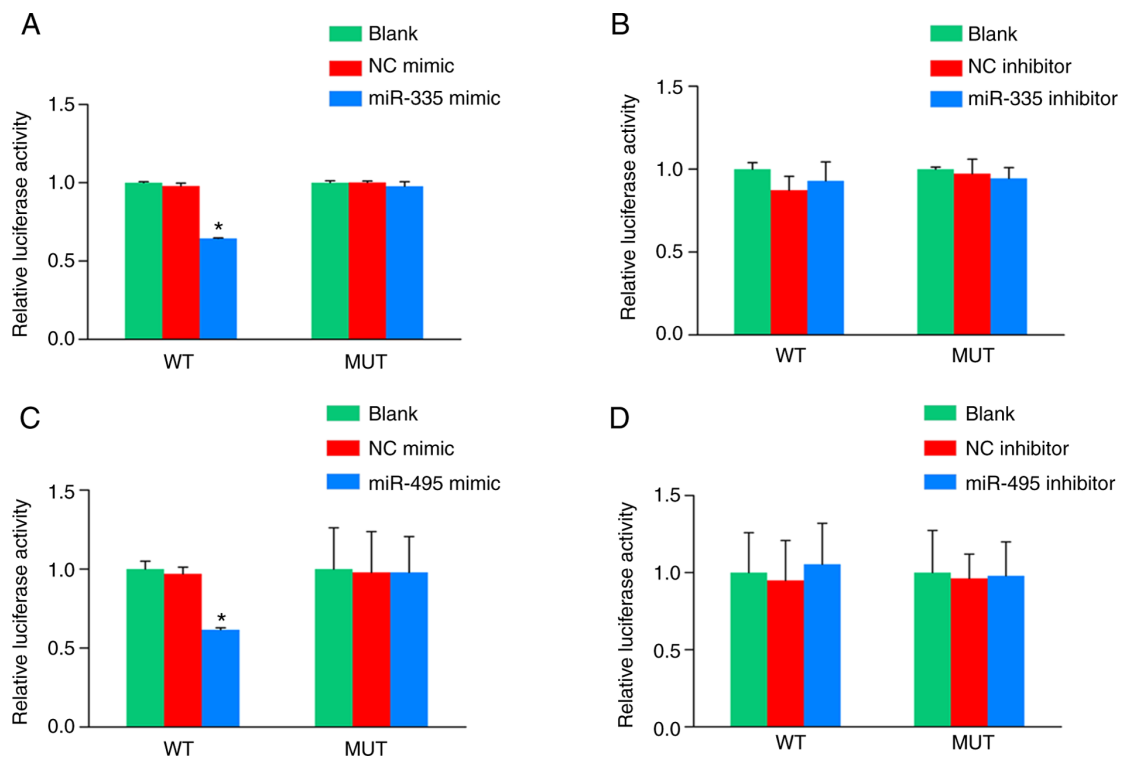 A
Blank
NC mimic
miR-335 mimic
Relative luciferase activity
1.5
1.0
0.5
0.0
*
WT
MUT
B
Blank
NC inhibitor
miR-335 inhibitor
Relative luciferase activity
1.5
1.0
0.5
0.0
WT
MUT
C
Blank
NC mimic
miR-495 mimic
Relative luciferase activity
1.5
1.0
0.5
0.0
*
WT
MUT
D
Blank
NC inhibitor
miR-495 inhibitor
Relative luciferase activity
1.5
1.0
0.5
0.0
WT
MUT